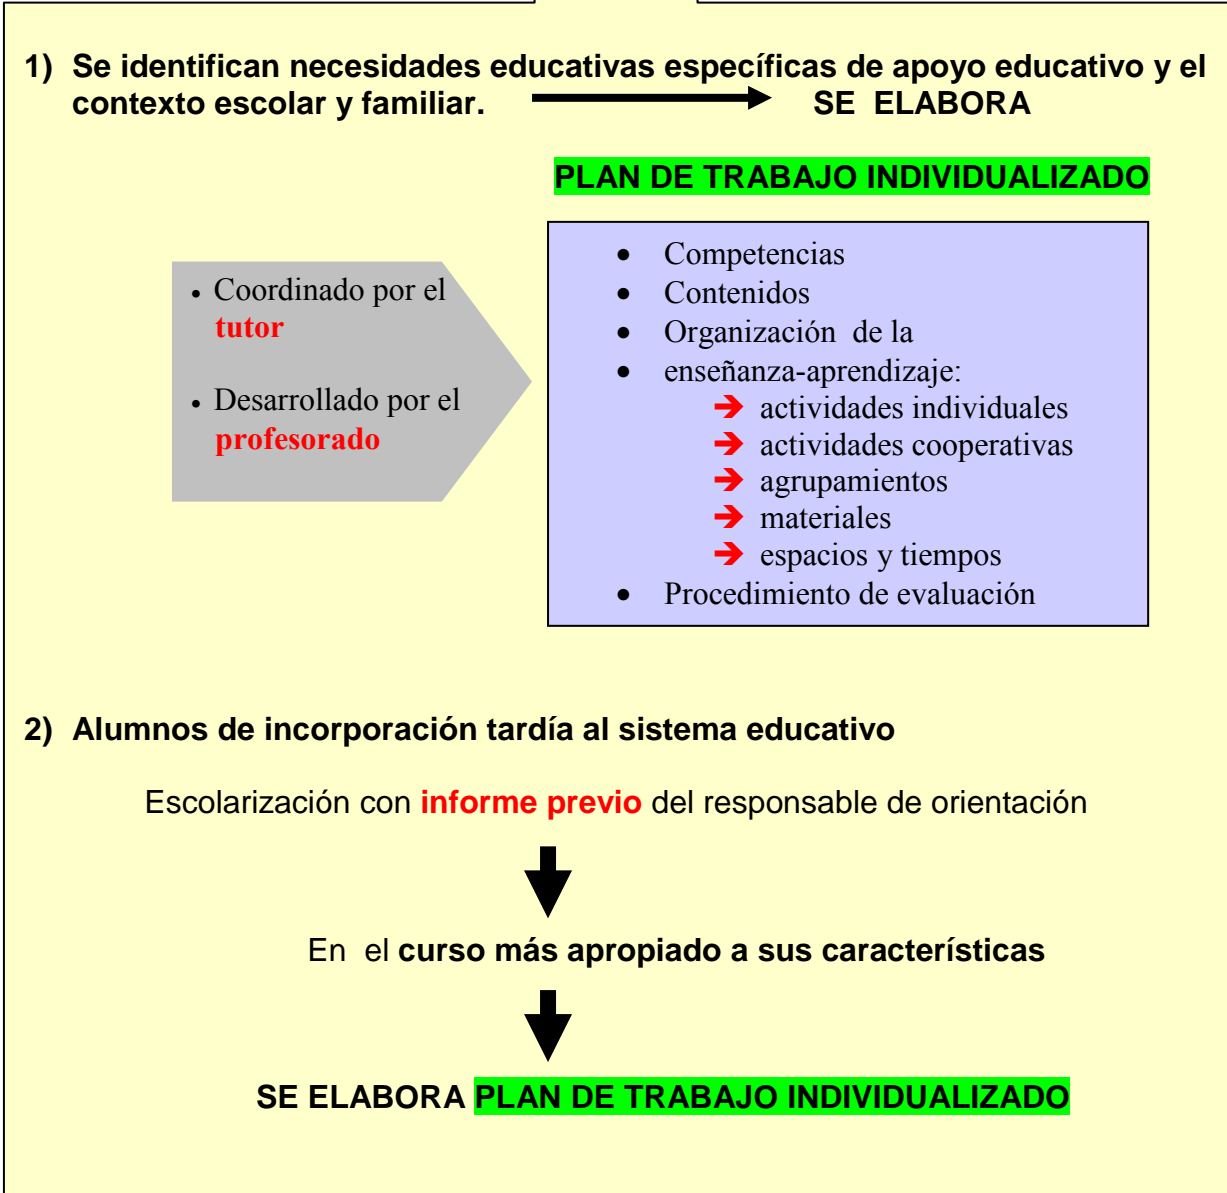 1) Se identifican necesidades educativas específicas de apoyo educativo y el
contexto escolar y familiar. SE ELABORA
PLAN DE TRABAJO INDIVIDUALIZADO
• Coordinado por el
tutor
• Desarrollado por el
profesorado
• Competencias
• Contenidos
• Organización de la
• enseñanza-aprendizaje:
➔ actividades individuales
➔ actividades cooperativas
➔ agrupamientos
➔ materiales
➔ espacios y tiempos
• Procedimiento de evaluación
2) Alumnos de incorporación tardía al sistema educativo
Escolarización con informe previo del responsable de orientación
En el curso más apropiado a sus características
SE ELABORA PLAN DE TRABAJO INDIVIDUALIZADO